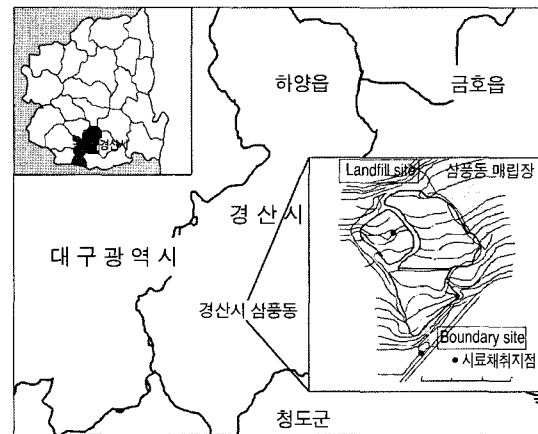 하양읍
금호읍
경산시
Landfill site
삼풍동 매립장
경산시
대구광역시
경산시 삼풍동
Boundary site
• 시료채취지점
청도군